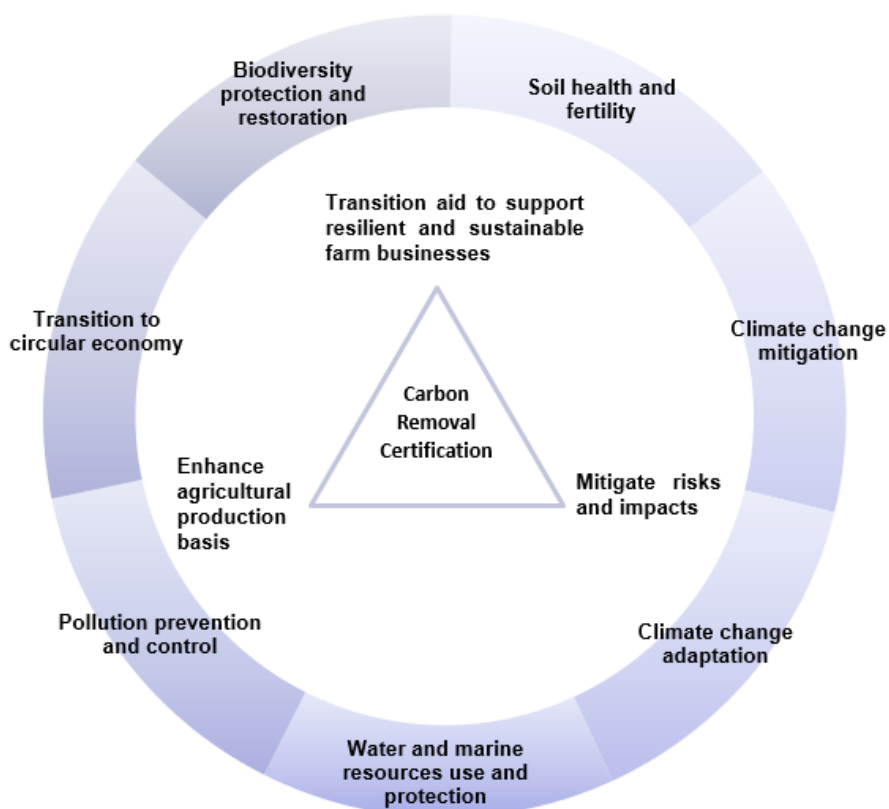 Biodiversity
protection and
restoration
Soil health and
fertility
Transition aid to support
resilient and sustainable
farm businesses
Transition to
circular economy
Climate change
mitigation
Carbon
Removal
Certification
Enhance
agricultural
production
basis
Mitigate risks
and impacts
Pollution prevention
and control
Climate change
adaptation
Water and marine
resources use and
protection